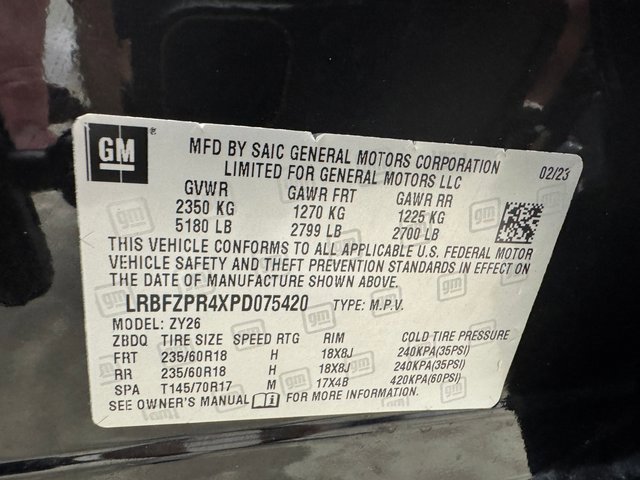 GM
MFD BY SAIC GENERAL MOTORS CORPORATION
LIMITED FOR GENERAL MOTORS LLC
02/23
GVWR GAWR FRT GAWR RR
2350 KG 1270 KG 1225 KG
5180 LB 2799 LB 2700 LB
THIS VEHICLE CONFORMS TO ALL APPLICABLE U.S. FEDERAL MOTOR
VEHICLE SAFETY AND THEFT PREVENTION STANDARDS IN EFFECT ON
THE DATE OF MANUFACTURE SHOWN ABOVE.
LRBFZPR4XPD075420 TYPE: M.P.V.
MODEL: ZY26
ZBDQ TIRE SIZE SPEED RTG RIM COLD TIRE PRESSURE
FRT 235/60R18 H 18X8J 240KPA(35PSI)
RR 235/60R18 H 18X8J 240KPA(35PSI)
SPA T145/70R17 M 17X4B 420KPA(60PSI)
SEE OWNER'S MANUAL FOR MORE INFORMATION.